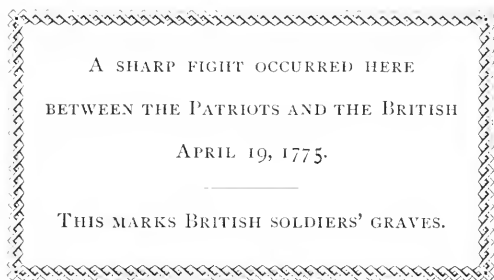 A SHARP FIGHT OCCURRED HERE
BETWEEN THE PATRIOTS AND THE BRITISH
APRIL 19, 1775.
THIS MARKS BRITISH SOLDIERS' GRAVES.